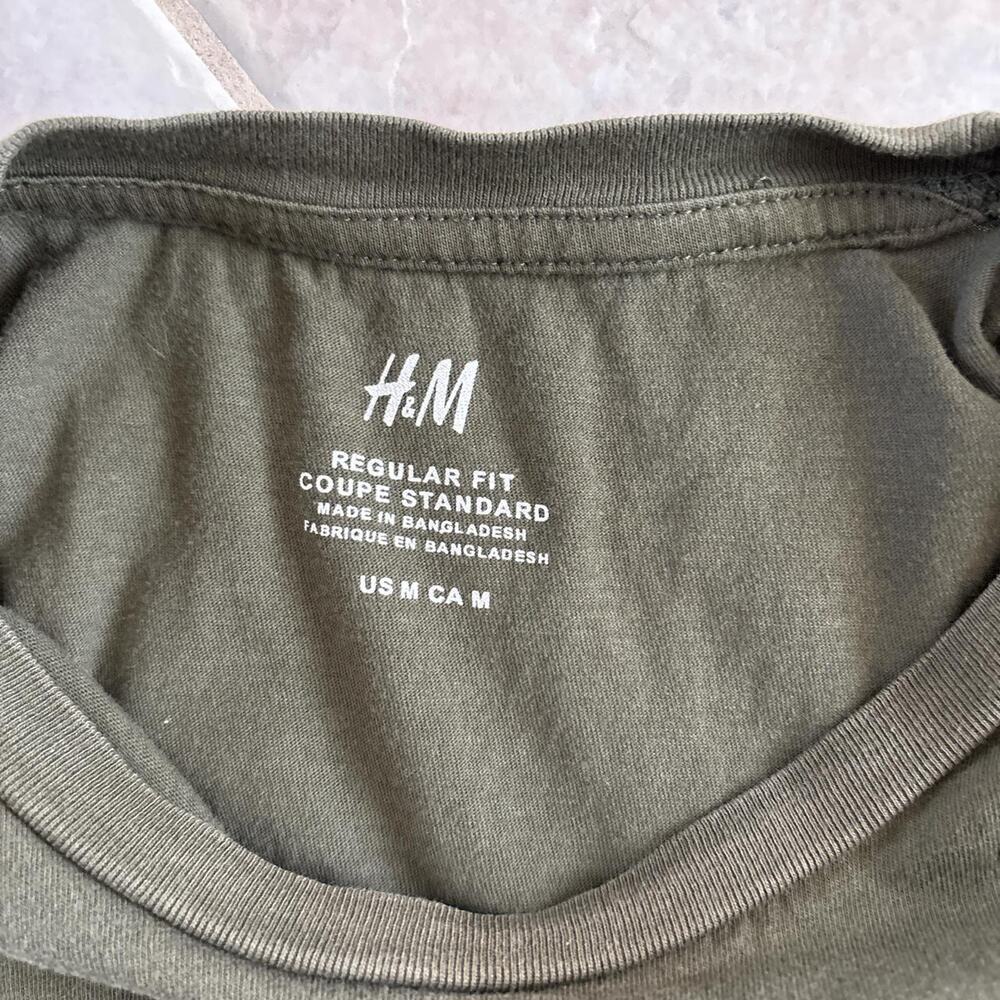 H&M
REGULAR FIT
COUPE STANDARD
MADE IN BANGLADESH
FABRIQUE EN BANGLADESH
US M CA M